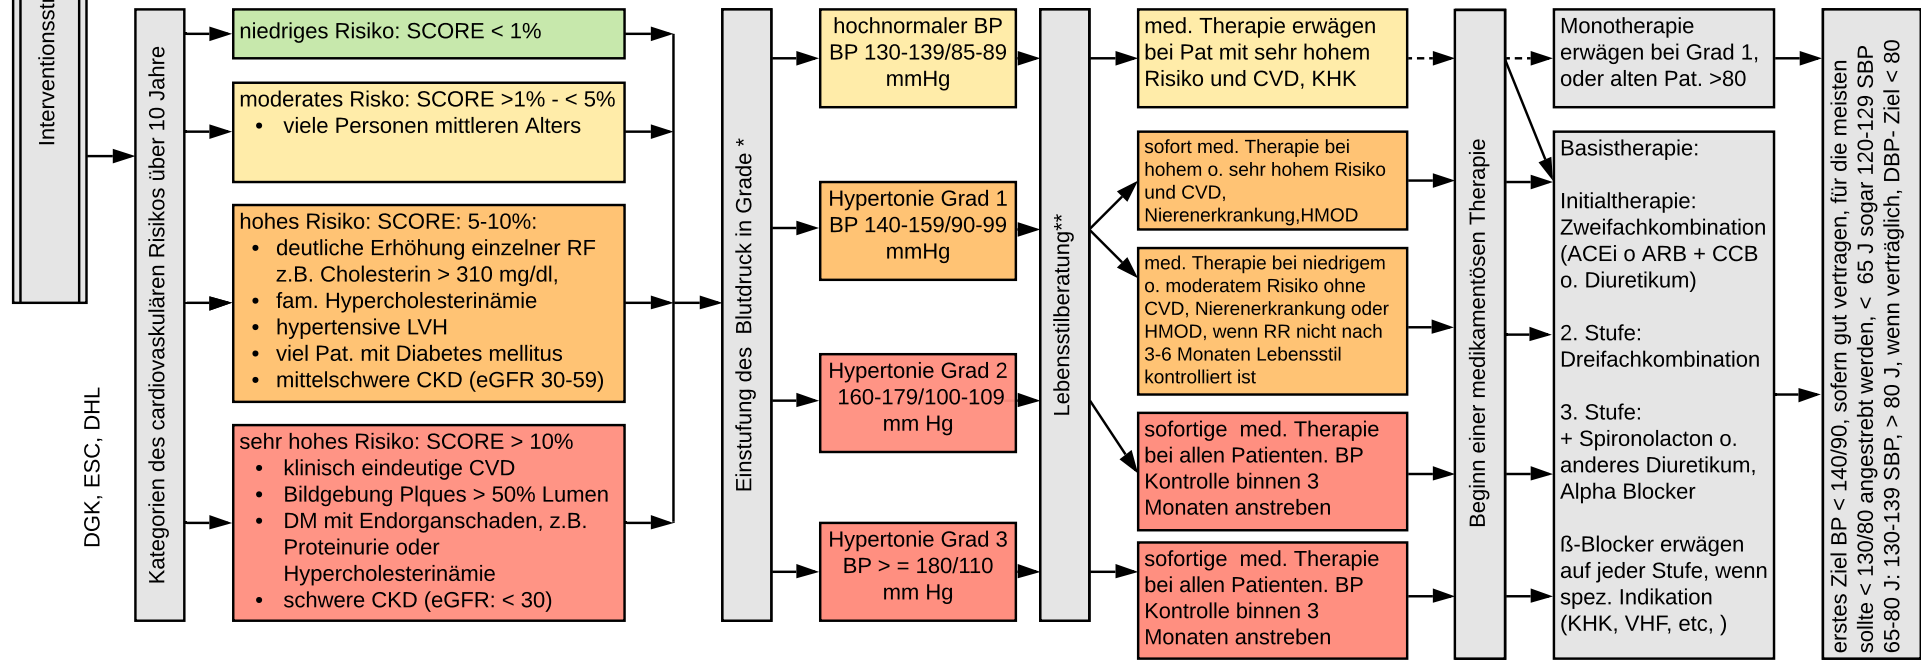 Interventionsstr
DGK, ESC, DHL
Kategorien des cardiovaskulären Risikos über 10 Jahre
niedriges Risiko: SCORE < 1%
moderates Risko: SCORE >1% - < 5%
• viele Personen mittleren Alters
hohes Risiko: SCORE: 5-10%:
• deutliche Erhöhung einzelner RF
z.B. Cholesterin > 310 mg/dl,
• fam. Hypercholesterinämie
• hypertensive LVH
• viel Pat. mit Diabetes mellitus
• mittelschwere CKD (eGFR 30-59)
sehr hohes Risiko: SCORE > 10%
• klinisch eindeutige CVD
• Bildgebung Plques > 50% Lumen
• DM mit Endorganschaden, z.B.
Proteinurie oder
Hypercholesterinämie
• schwere CKD (eGFR: < 30)
Einstufung des Blutdruck in Grade *
hochnormaler BP
BP 130-139/85-89
mmHg
Hypertonie Grad 1
BP 140-159/90-99
mmHg
Hypertonie Grad 2
160-179/100-109
mm Hg
Hypertonie Grad 3
BP > = 180/110
mm Hg
Lebensstilberatung**
med. Therapie erwägen
bei Pat mit sehr hohem
Risiko und CVD, KHK
sofort med. Therapie bei
hohem o. sehr hohem Risiko
und CVD,
Nierenerkrankung,HMOD
med. Therapie bei niedrigem
o. moderatem Risiko ohne
CVD, Nierenerkrankung oder
HMOD, wenn RR nicht nach
3-6 Monaten Lebensstil
kontrolliert ist
sofortige med. Therapie
bei allen Patienten. BP
Kontrolle binnen 3
Monaten anstreben
sofortige med. Therapie
bei allen Patienten. BP
Kontrolle binnen 3
Monaten anstreben
Beginn einer medikamentösen Therapie
Monotherapie
erwägen bei Grad 1,
oder alten Pat. >80
Basistherapie:
Initialtherapie:
Zweifachkombination
(ACEi o ARB + CCB
o. Diuretikum)
2. Stufe:
Dreifachkombination
3. Stufe:
+ Spironolacton o.
anderes Diuretikum,
Alpha Blocker
ß-Blocker erwägen
auf jeder Stufe, wenn
spez. Indikation
(KHK, VHF, etc, )
erstes Ziel BP < 140/90, sofern gut vertragen, für die meisten
sollte < 130/80 angestrebt werden, < 65 J sogar 120-129 SBP
65-80 J: 130-139 SBP, > 80 J, wenn verträglich, DBP- Ziel < 80